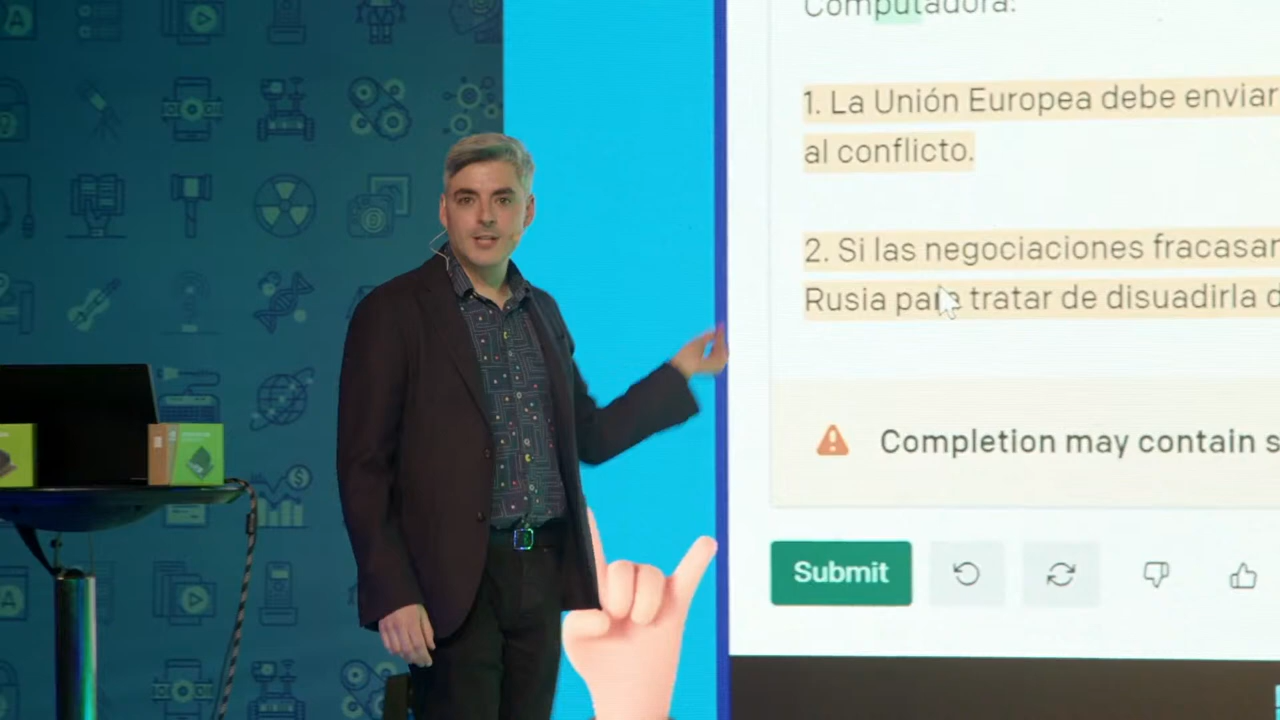 Computadora:
1. La Unión Europea debe enviar
al conflicto.
2. Si las negociaciones fracasan
Rusia para tratar de disuadirla d
Completion may contain s
Submit